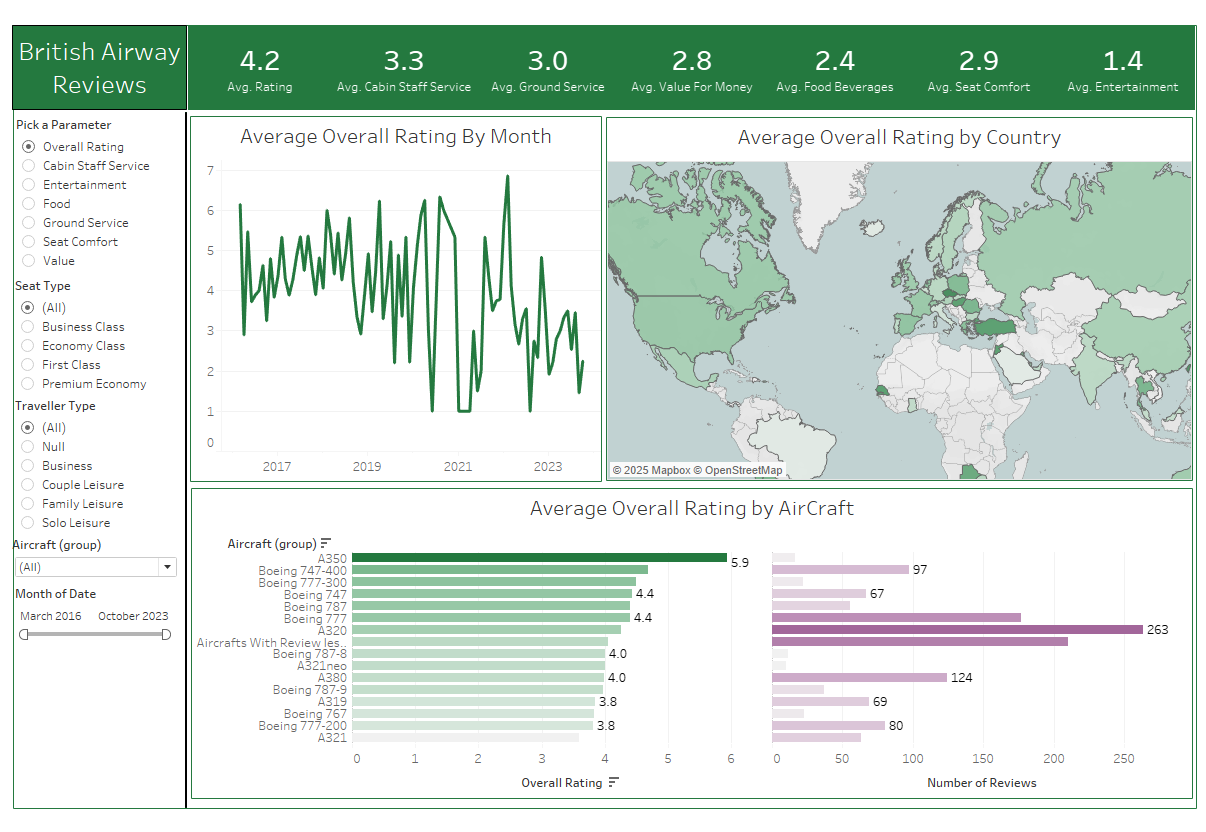 British Airway
Reviews
4.2
Avg. Rating
3.3
Avg. Cabin Staff Service
3.0
Avg. Ground Service
2.8
Avg. Value For Money
2.4
Avg. Food Beverages
2.9
Avg. Seat Comfort
1.4
Avg. Entertainment
Pick a Parameter
Overall Rating
Cabin Staff Service
Entertainment
Food
Ground Service
Seat Comfort
Value
Seat Type
(All)
Business Class
Economy Class
First Class
Premium Economy
Traveller Type
(All)
Null
Business
Couple Leisure
Family Leisure
Solo Leisure
Aircraft (group)
(All)
Month of Date
March 2016 October 2023
Average Overall Rating By Month
7
6
5
4
3
2
1
0
2017 2019 2021 2023
Average Overall Rating by Country
© 2025 Mapbox © OpenStreetMap
Average Overall Rating by AirCraft
Aircraft (group)
A350 5.9
Boeing 747-400 97
Boeing 777-300
Boeing 747 4.4 67
Boeing 787
Boeing 777 4.4
A320 263
Aircrafts With Review les..
Boeing 787-8 4.0
A321neo
A380 4.0 124
Boeing 787-9
A319 3.8 69
Boeing 767
Boeing 777-200 3.8 80
A321
0 1 2 3 4 5 6 0 50 100 150 200 250
Overall Rating Number of Reviews